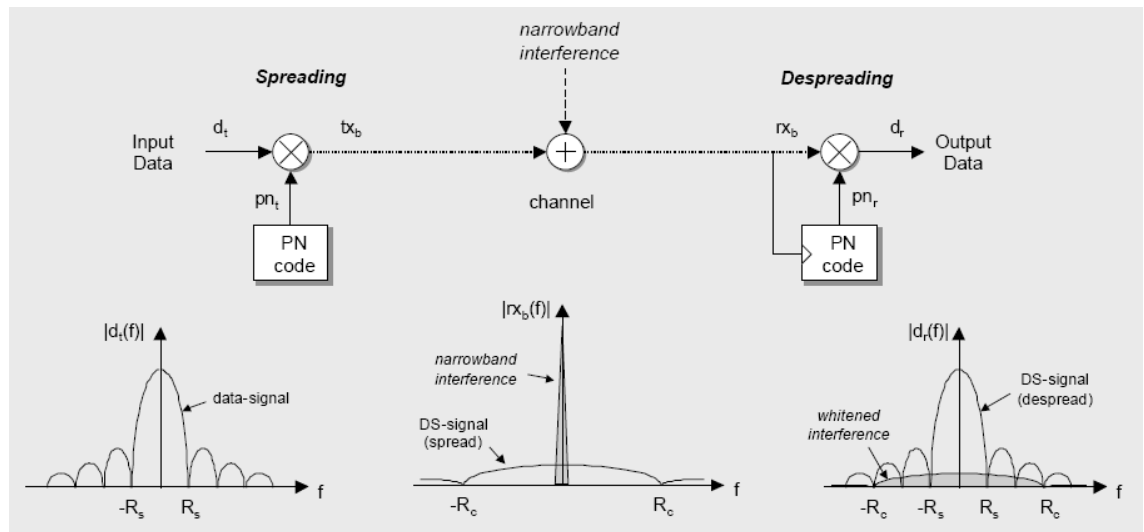 narrowband
interference
Spreading
Despreading
Input
Data
d_t
tx_b
rx_b
d_r
Output
Data
pn_t
channel
pn_r
PN
code
PN
code
|d_t(f)|
data-signal
-R_s
R_s
f
|rx_b(f)|
narrowband
interference
DS-signal
(spread)
-R_c
R_c
f
|d_r(f)|
DS-signal
(despread)
whitened
interference
-R_c
-R_s
R_s
R_c
f